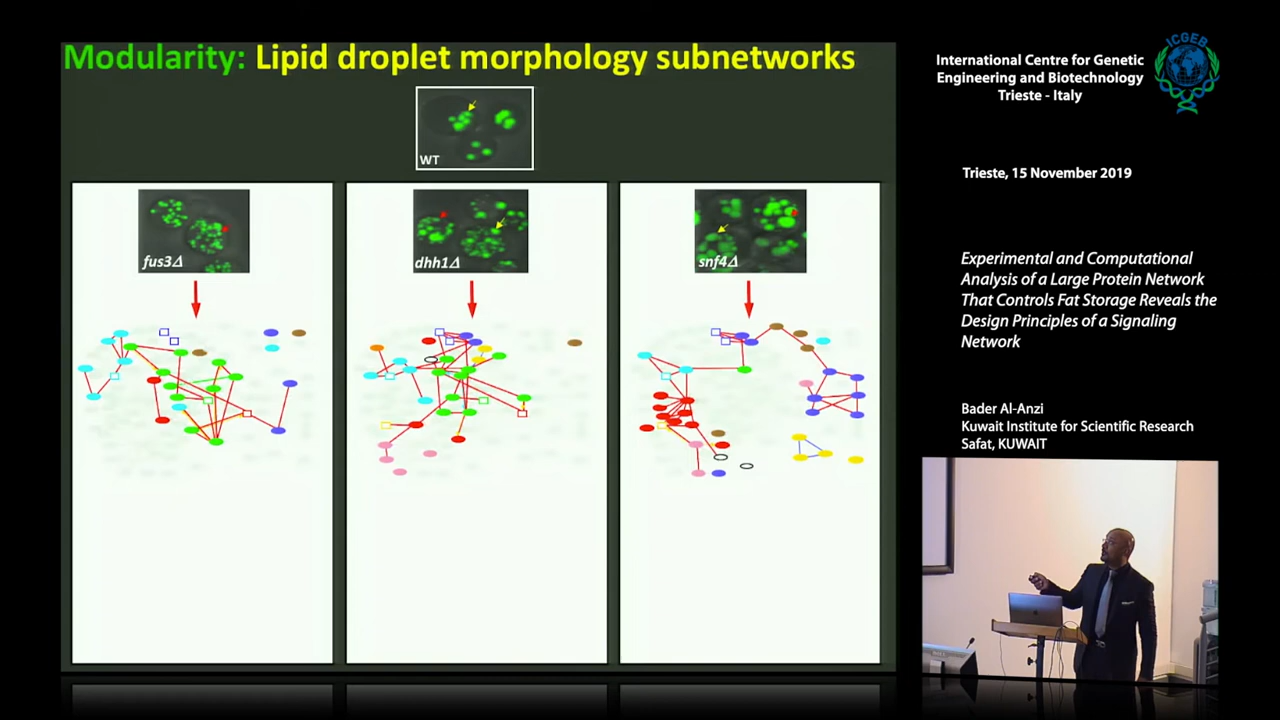 Modularity: Lipid droplet morphology subnetworks
WT
fus3Δ
dhh1Δ
snf4Δ
ICGEB
International Centre for Genetic
Engineering and Biotechnology
Trieste - Italy
Trieste, 15 November 2019
Experimental and Computational
Analysis of a Large Protein Network
That Controls Fat Storage Reveals the
Design Principles of a Signaling
Network
Bader Al-Anzi
Kuwait Institute for Scientific Research
Safat, KUWAIT
DELL